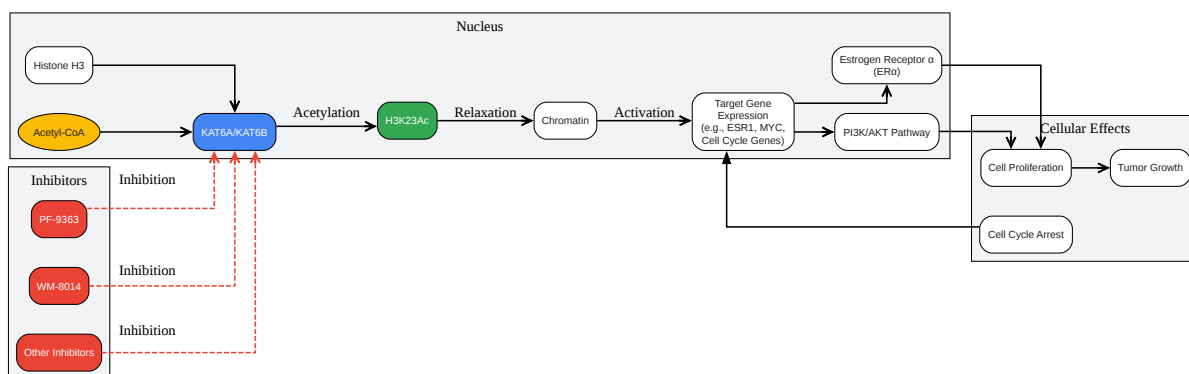 Nucleus
Histone H3
Estrogen Receptor α
(ERα)
Acetyl-CoA
KAT6A/KAT6B
Acetylation
H3K23Ac
Relaxation
Chromatin
Activation
Target Gene
Expression
(e.g., ESR1, MYC,
Cell Cycle Genes)
PI3K/AKT Pathway
Cellular Effects
Cell Proliferation
Tumor Growth
Cell Cycle Arrest
Inhibitors
Inhibition
PF-9363
Inhibition
WM-8014
Inhibition
Other Inhibitors